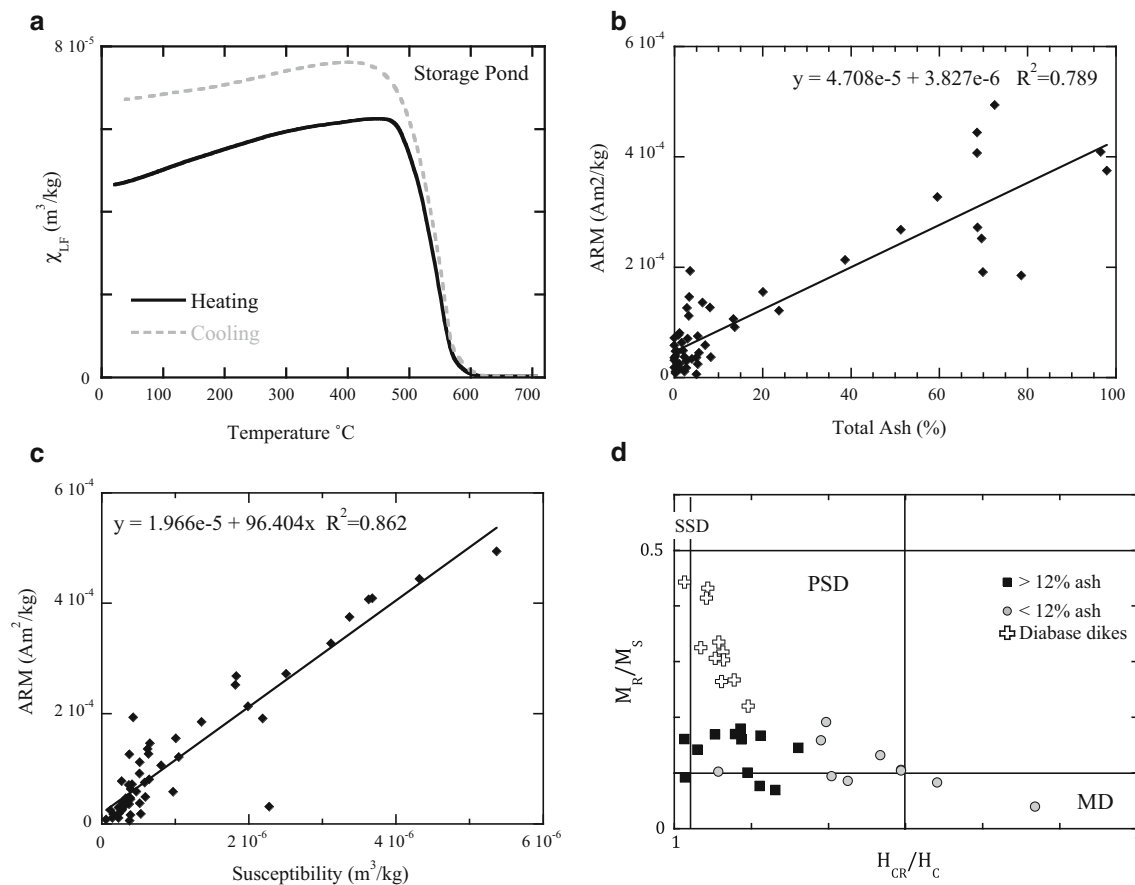 a
8 10-5
Storage Pond
χLF (m3/kg)
Heating
Cooling
0
0 100 200 300 400 500 600 700
Temperature ˚C
b
6 10-4
y = 4.708e-5 + 3.827e-6 R2=0.789
4 10-4
ARM (Am2/kg)
2 10-4
0
0 20 40 60 80 100
Total Ash (%)
c
6 10-4
y = 1.966e-5 + 96.404x R2=0.862
4 10-4
ARM (Am2/kg)
2 10-4
0
0 2 10-6 4 10-6 6 10-6
Susceptibility (m3/kg)
d
SSD
0.5
PSD
> 12% ash
< 12% ash
Diabase dikes
MR/MS
MD
0
1
HCR/HC